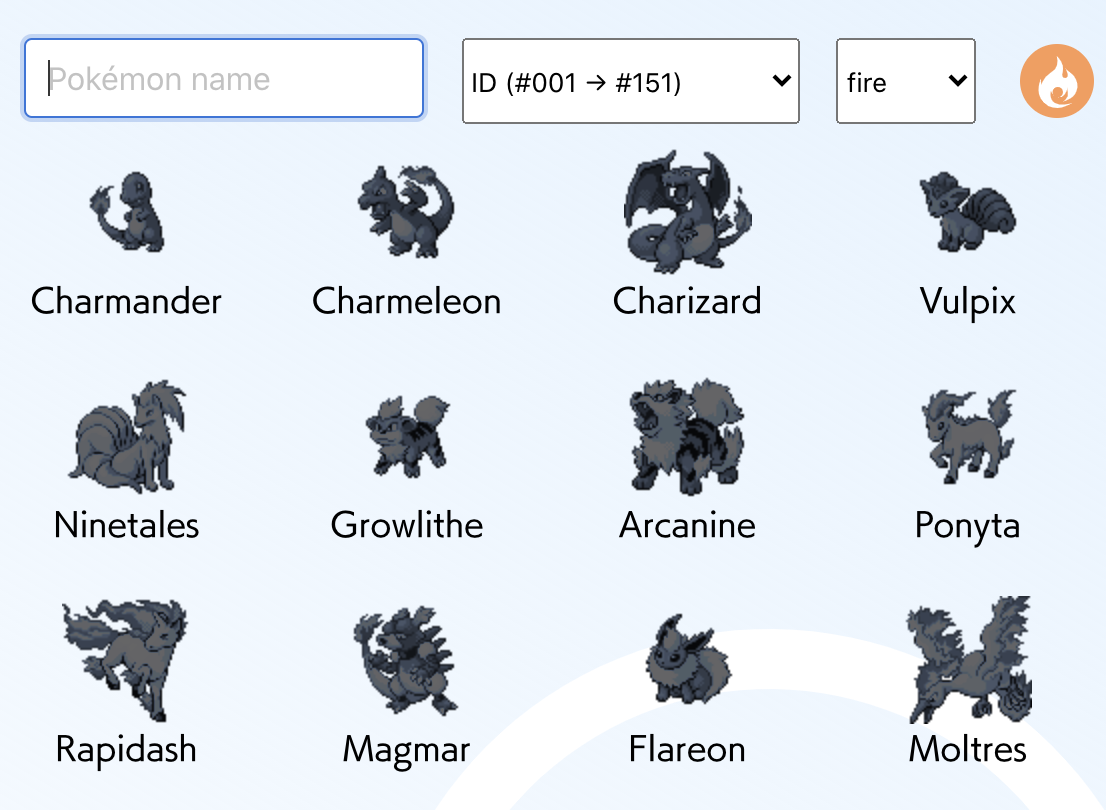 Pokémon name
ID (#001 → #151)
fire
Charmander
Charmeleon
Charizard
Vulpix
Ninetales
Growlithe
Arcanine
Ponyta
Rapidash
Magmar
Flareon
Moltres